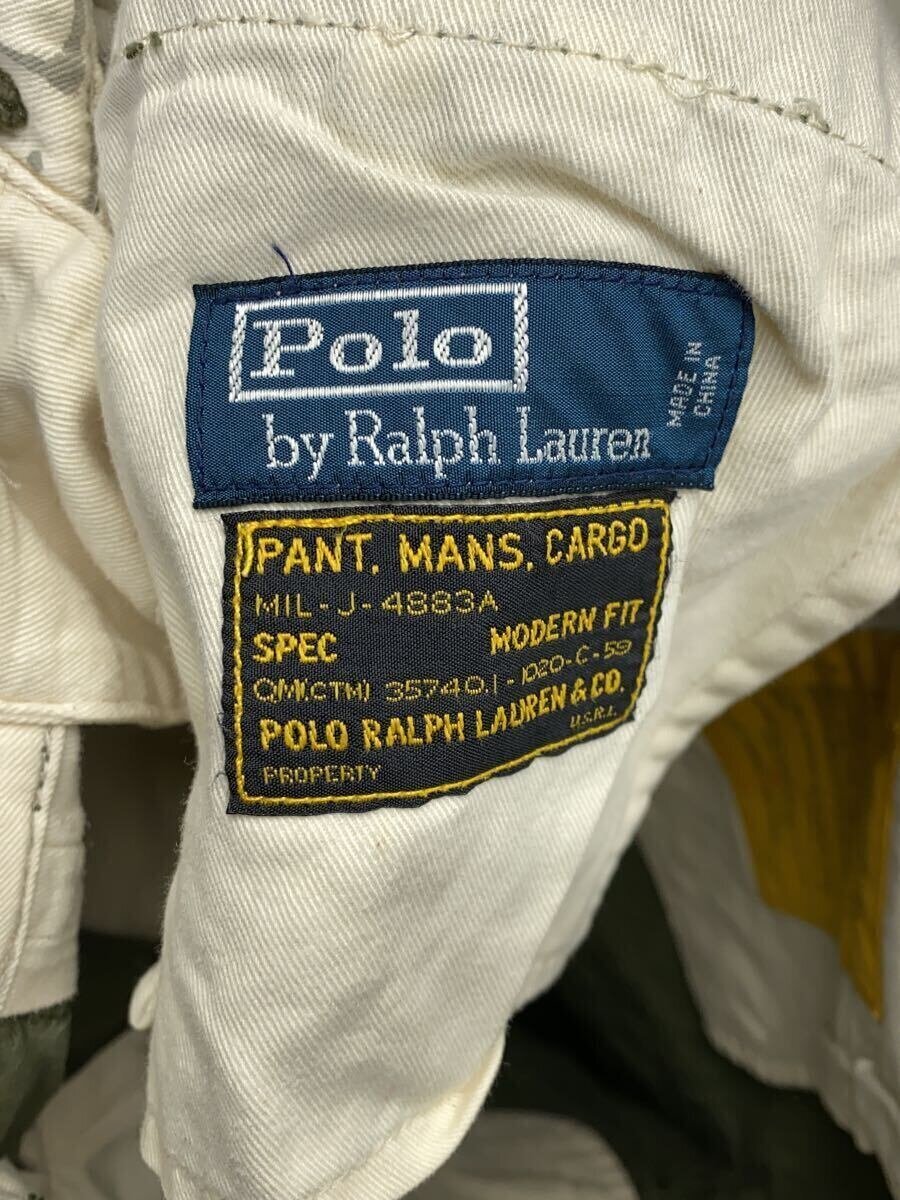 Polo
by Ralph Lauren
MADE IN
CHINA
PANT. MANS. CARGO
MIL-J-4883A
SPEC MODERN FIT
QM(CTM) 35740.1-1020-C-59
POLO RALPH LAUREN & CO.
U.S.R.L.
PROPERTY